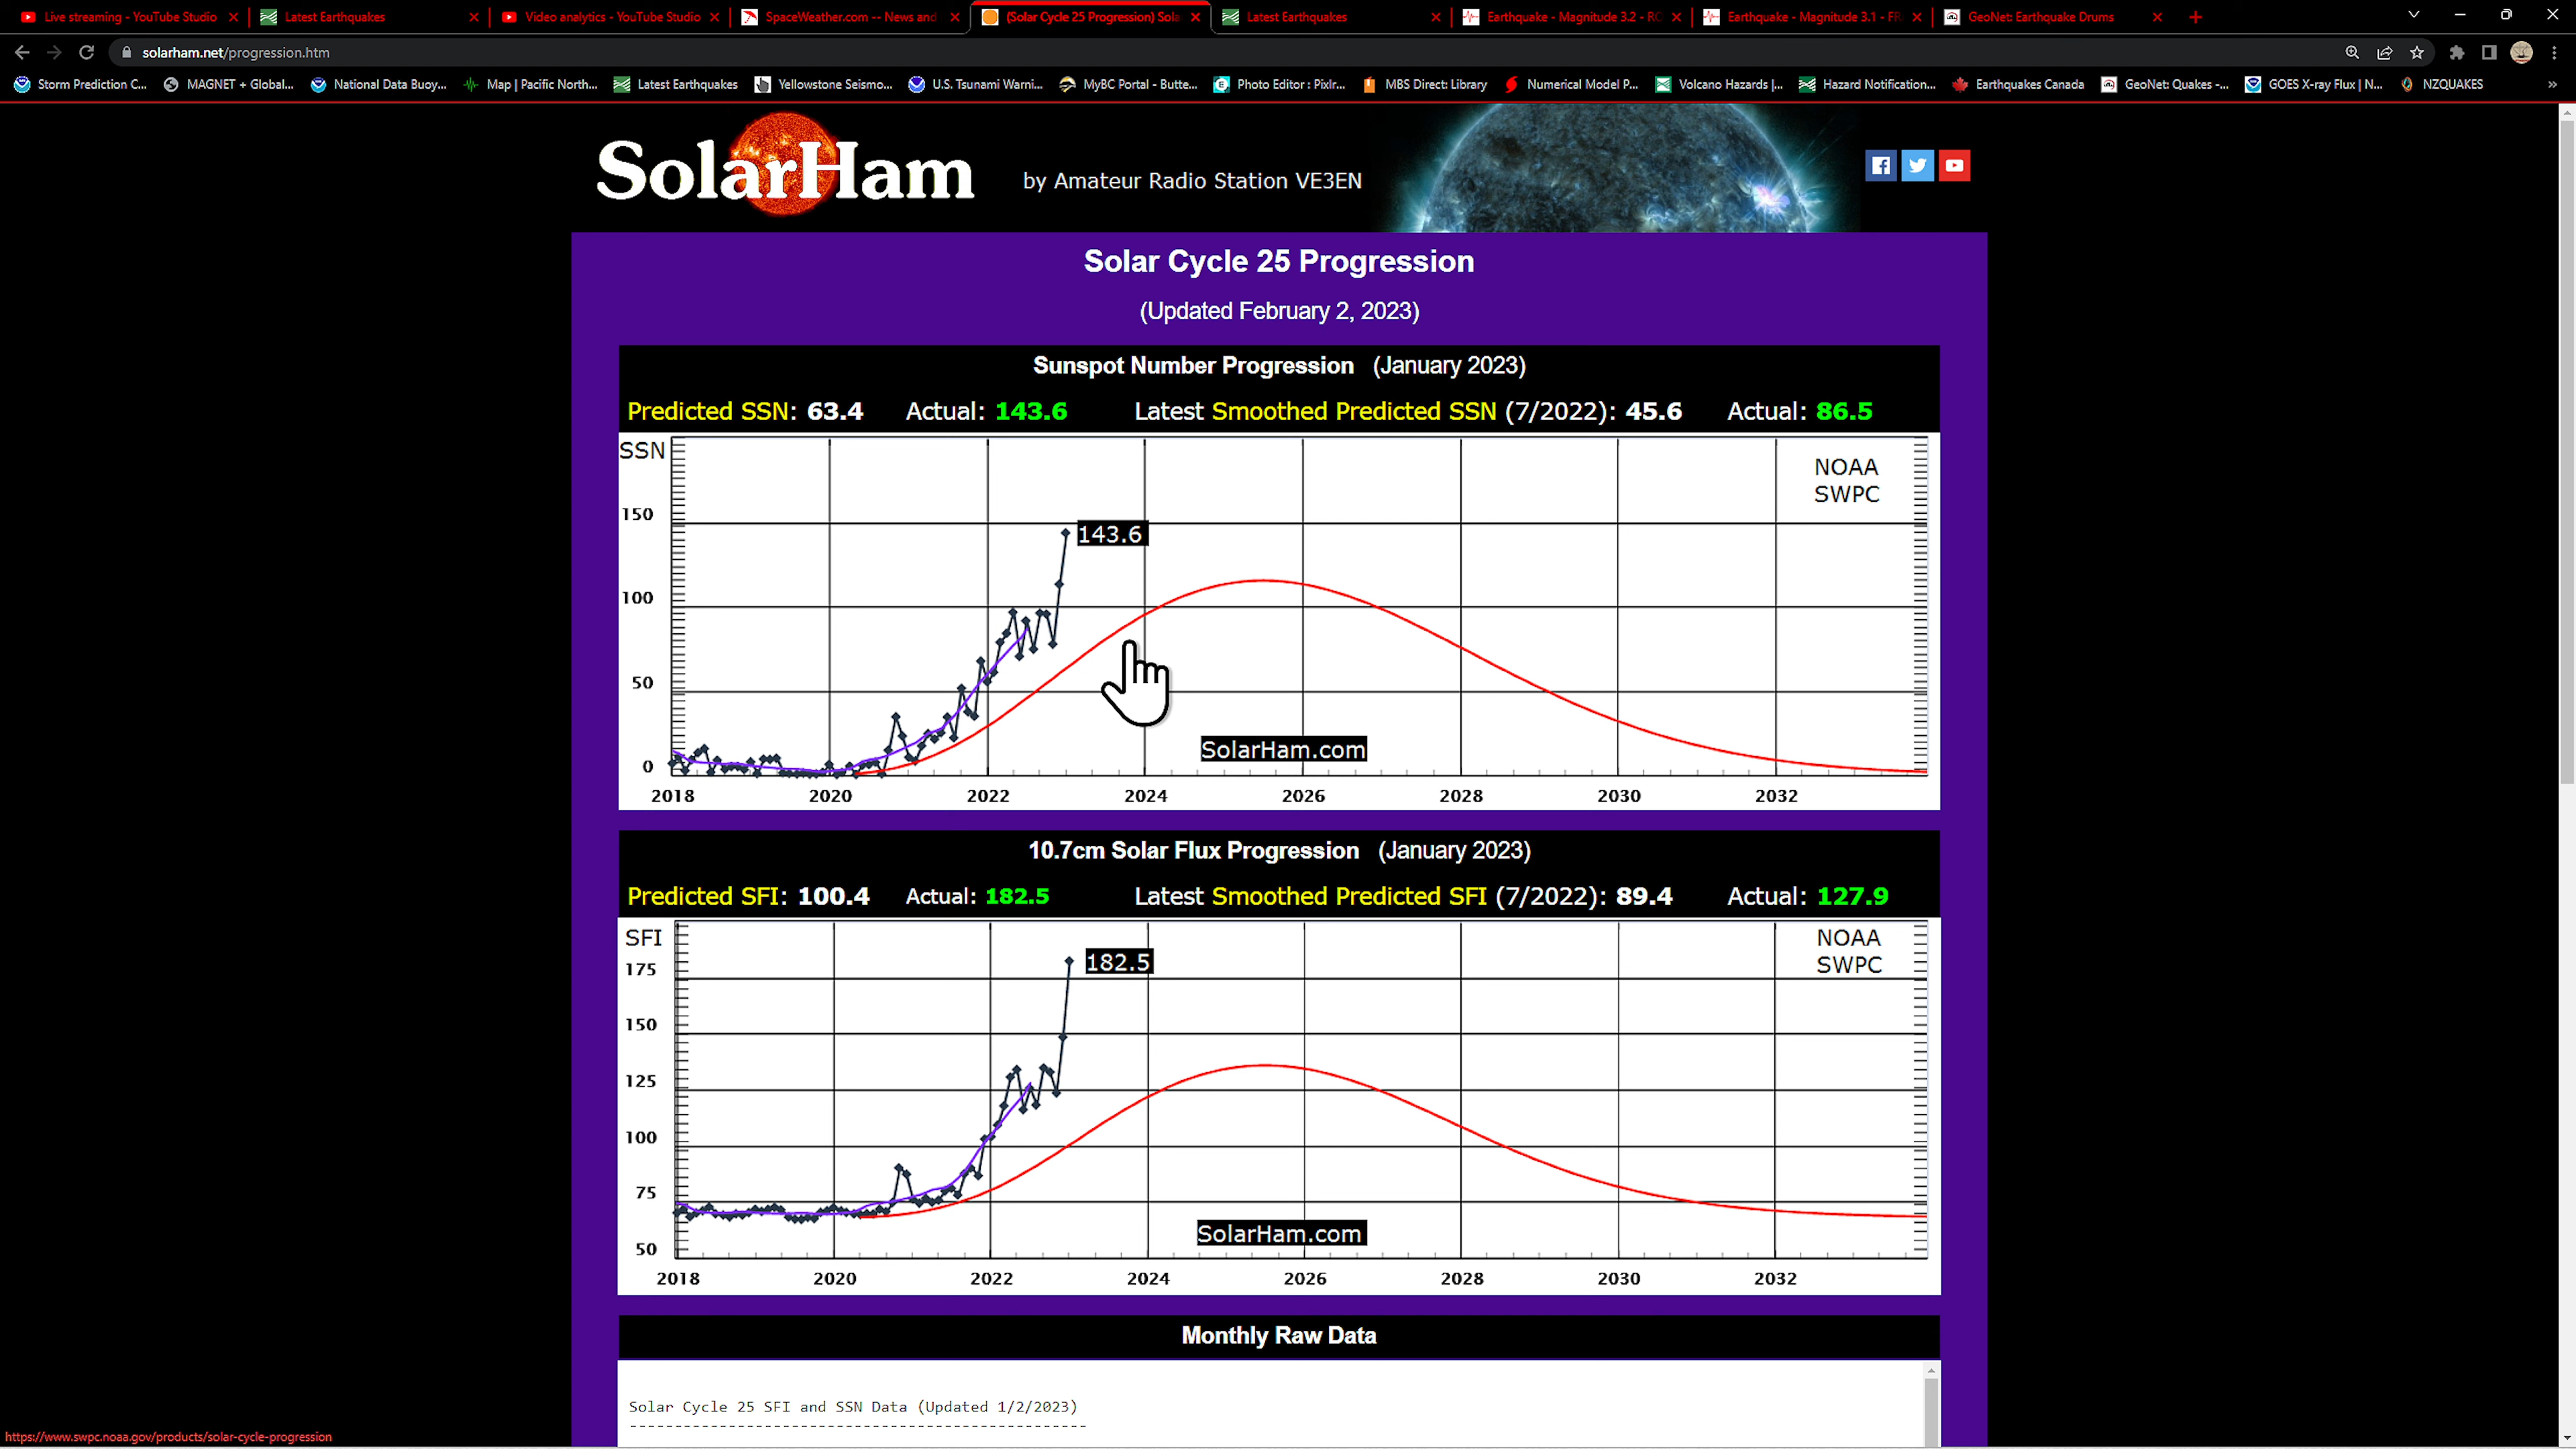 Live streaming - YouTube Studio
Latest Earthquakes
Video analytics - YouTube Studio
SpaceWeather.com -- News and
(Solar Cycle 25 Progression) Sola
Latest Earthquakes
Earthquake - Magnitude 3.2 - RO
Earthquake - Magnitude 3.1 - FR
GeoNet: Earthquake Drums
solarham.net/progression.htm
Storm Prediction C...
MAGNET + Global...
National Data Buoy...
Map | Pacific North...
Latest Earthquakes
Yellowstone Seismo...
U.S. Tsunami Warni...
MyBC Portal - Butte...
Photo Editor : Pixlr...
MBS Direct: Library
Numerical Model P...
Volcano Hazards |...
Hazard Notification...
Earthquakes Canada
GeoNet: Quakes -...
GOES X-ray Flux | N...
NZQUAKES
SolarHam
by Amateur Radio Station VE3EN
Solar Cycle 25 Progression
(Updated February 2, 2023)
Sunspot Number Progression (January 2023)
Predicted SSN: 63.4 Actual: 143.6 Latest Smoothed Predicted SSN (7/2022): 45.6 Actual: 86.5
SSN
NOAA
SWPC
150
143.6
100
50
SolarHam.com
0
2018 2020 2022 2024 2026 2028 2030 2032
10.7cm Solar Flux Progression (January 2023)
Predicted SFI: 100.4 Actual: 182.5 Latest Smoothed Predicted SFI (7/2022): 89.4 Actual: 127.9
SFI
NOAA
SWPC
175
182.5
150
125
100
75
SolarHam.com
50
2018 2020 2022 2024 2026 2028 2030 2032
Monthly Raw Data
Solar Cycle 25 SFI and SSN Data (Updated 1/2/2023)
--------------------------------------------------
https://www.swpc.noaa.gov/products/solar-cycle-progression